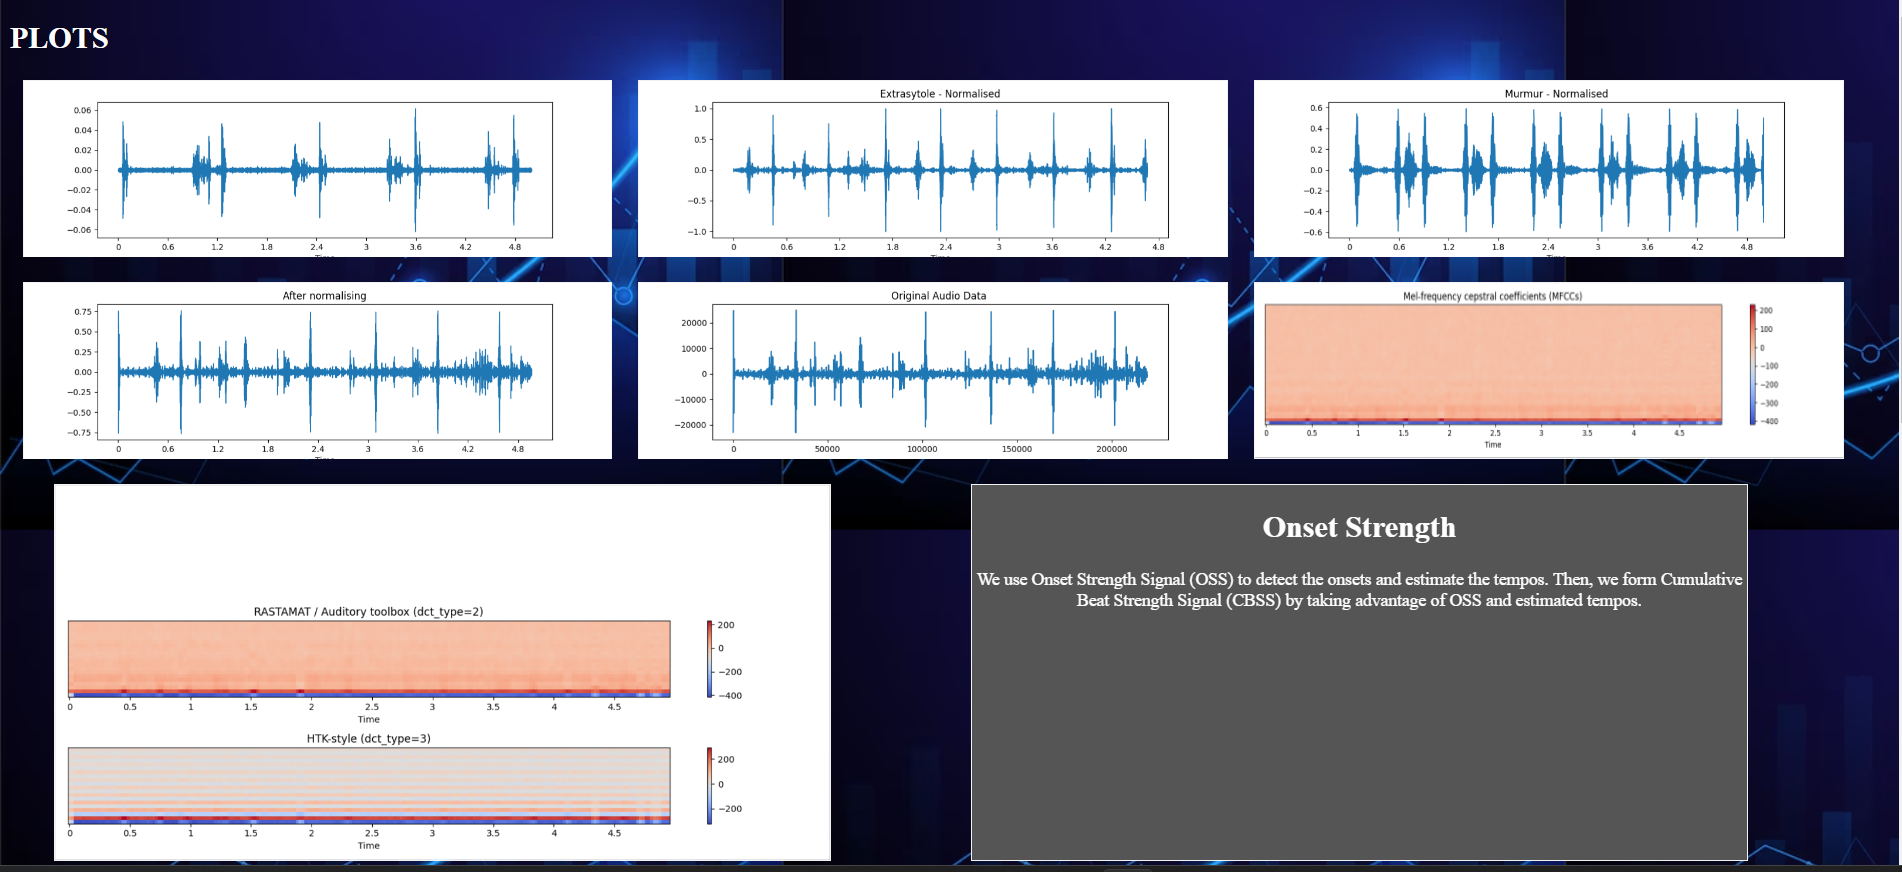 PLOTS
0.06
0.04
0.02
0.00
−0.02
−0.04
−0.06
0 0.6 1.2 1.8 2.4 3 3.6 4.2 4.8
Extrasytole - Normalised
1.0
0.5
0.0
−0.5
−1.0
0 0.6 1.2 1.8 2.4 3 3.6 4.2 4.8
Murmur - Normalised
0.6
0.4
0.2
0.0
−0.2
−0.4
−0.6
0 0.6 1.2 1.8 2.4 3 3.6 4.2 4.8
After normalising
0.75
0.50
0.25
0.00
−0.25
−0.50
−0.75
0 0.6 1.2 1.8 2.4 3 3.6 4.2 4.8
Original Audio Data
20000
10000
0
−10000
−20000
0 50000 100000 150000 200000
Mel-frequency cepstral coefficients (MFCCs)
200
100
0
−100
−200
−300
−400
0 0.5 1 1.5 2 2.5 3 3.5 4 4.5
Time
RASTAMAT / Auditory toolbox (dct_type=2)
200
0
−200
−400
0 0.5 1 1.5 2 2.5 3 3.5 4 4.5
Time
HTK-style (dct_type=3)
200
0
−200
0 0.5 1 1.5 2 2.5 3 3.5 4 4.5
Time
Onset Strength
We use Onset Strength Signal (OSS) to detect the onsets and estimate the tempos. Then, we form Cumulative
Beat Strength Signal (CBSS) by taking advantage of OSS and estimated tempos.